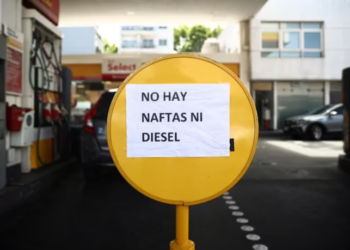 Select
NO HAY
NAFTAS NI
DIESEL